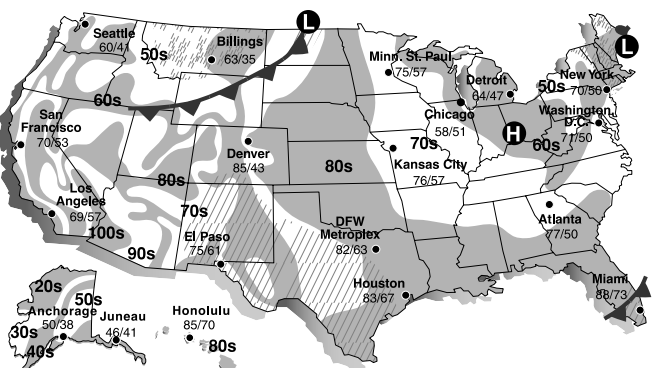 L
Seattle
60/41
50s
Billings
63/35
Minn. St. Paul
75/57
L
Detroit
64/47
50s
New York
70/50
60s
Chicago
58/51
Washington
D.C.
71/50
San
Francisco
70/53
H
60s
70s
Denver
85/43
80s
Kansas City
76/57
80s
Los
Angeles
69/57
70s
100s
DFW
Metroplex
82/63
Atlanta
77/50
El Paso
75/61
90s
Houston
83/67
Miami
88/73
20s
50s
Anchorage
50/38
Juneau
46/41
Honolulu
85/70
30s
40s
80s